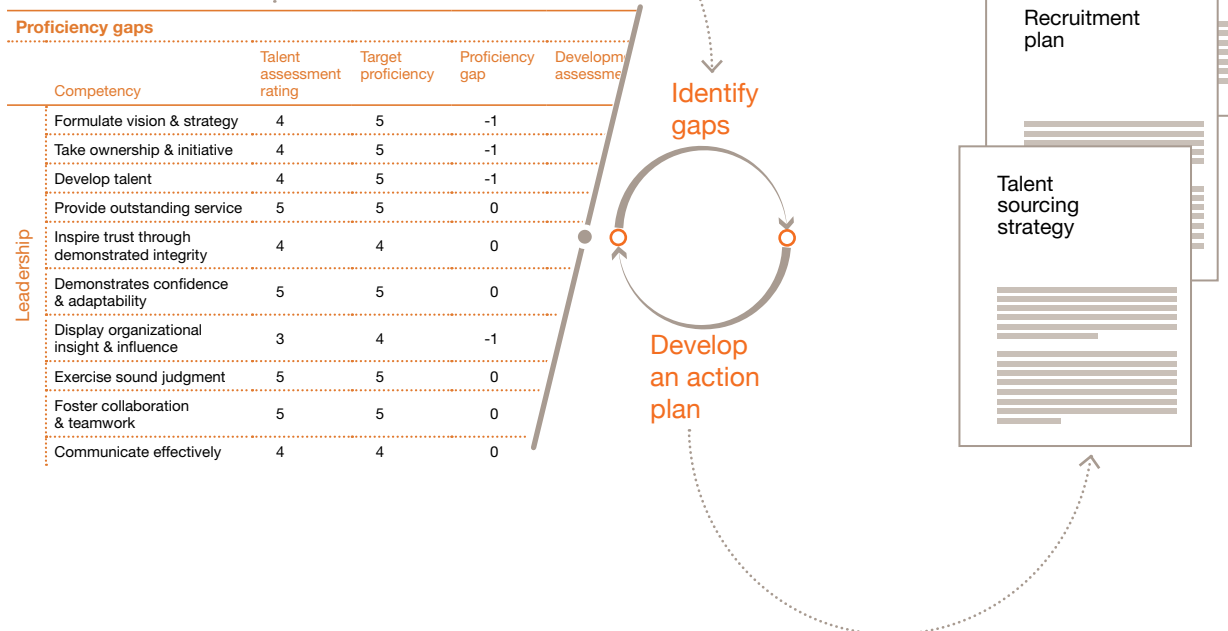 Proficiency gaps
Competency
Talent
assessment
rating
Target
proficiency
Proficiency
gap
Leadership
Formulate vision & strategy 4 5 -1
Take ownership & initiative 4 5 -1
Develop talent 4 5 -1
Provide outstanding service 5 5 0
Inspire trust through
demonstrated integrity 4 4 0
Demonstrates confidence
& adaptability 5 5 0
Display organizational
insight & influence 3 4 -1
Exercise sound judgment 5 5 0
Foster collaboration
& teamwork 5 5 0
Communicate effectively 4 4 0
Identify
gaps
Develop
an action
plan
Recruitment
plan
Talent
sourcing
strategy